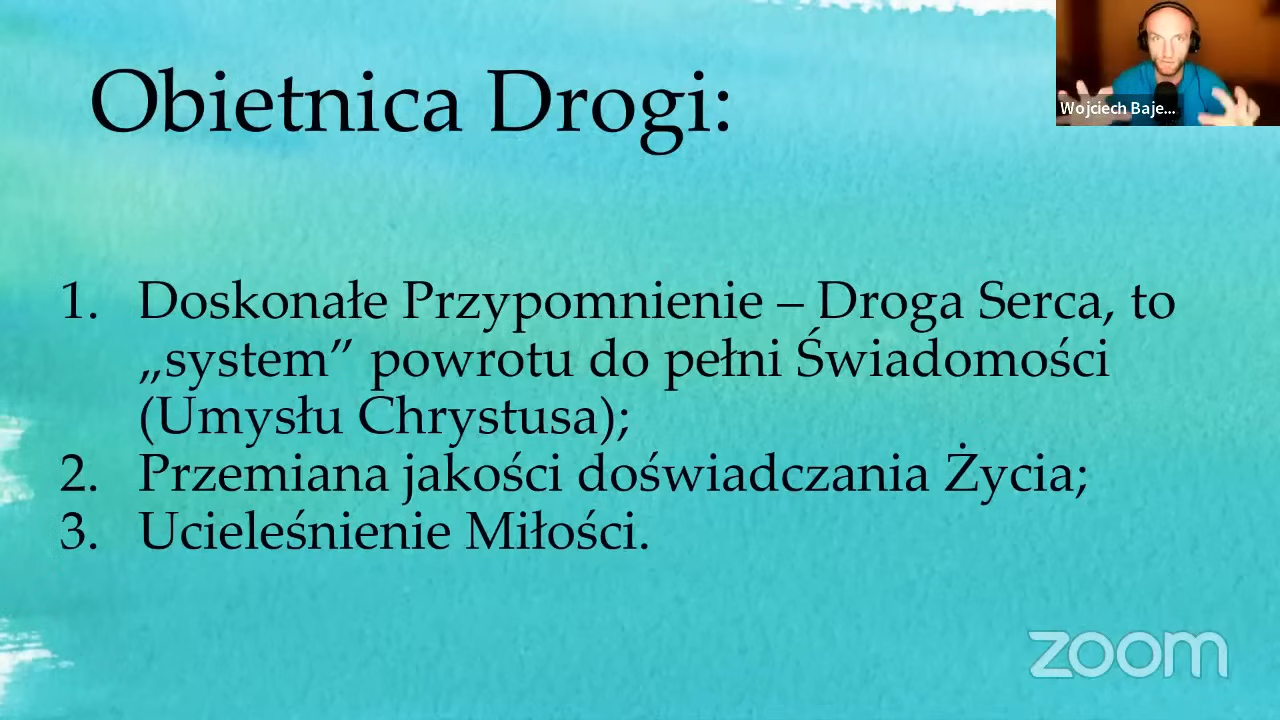 Obietnica Drogi:
Wojciech Baje...
1. Doskonałe Przypomnienie – Droga Serca, to
„system” powrotu do pełni Świadomości
(Umysłu Chrystusa);
2. Przemiana jakości doświadczania Życia;
3. Ucieleśnienie Miłości.
zoom